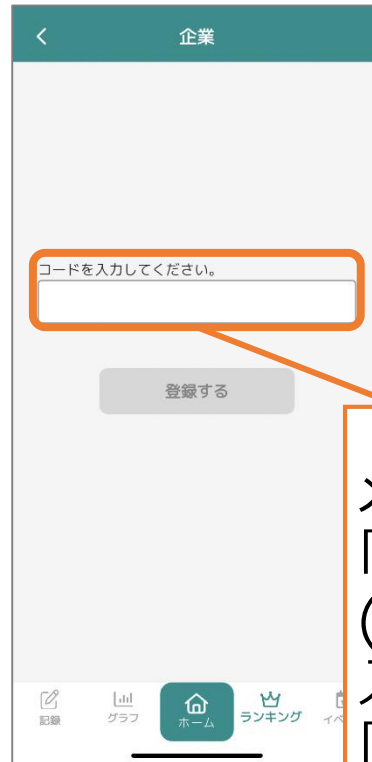 企業
コードを入力してください。
登録する
記録
グラフ
ホーム
ランキング